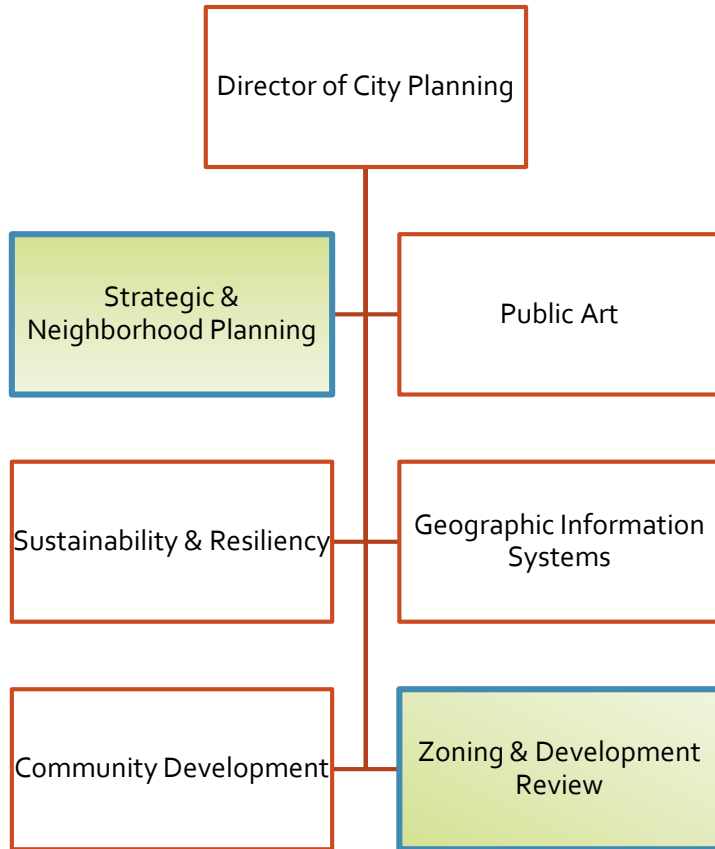 Director of City Planning
Strategic &
Neighborhood Planning
Public Art
Sustainability & Resiliency
Geographic Information
Systems
Community Development
Zoning & Development
Review